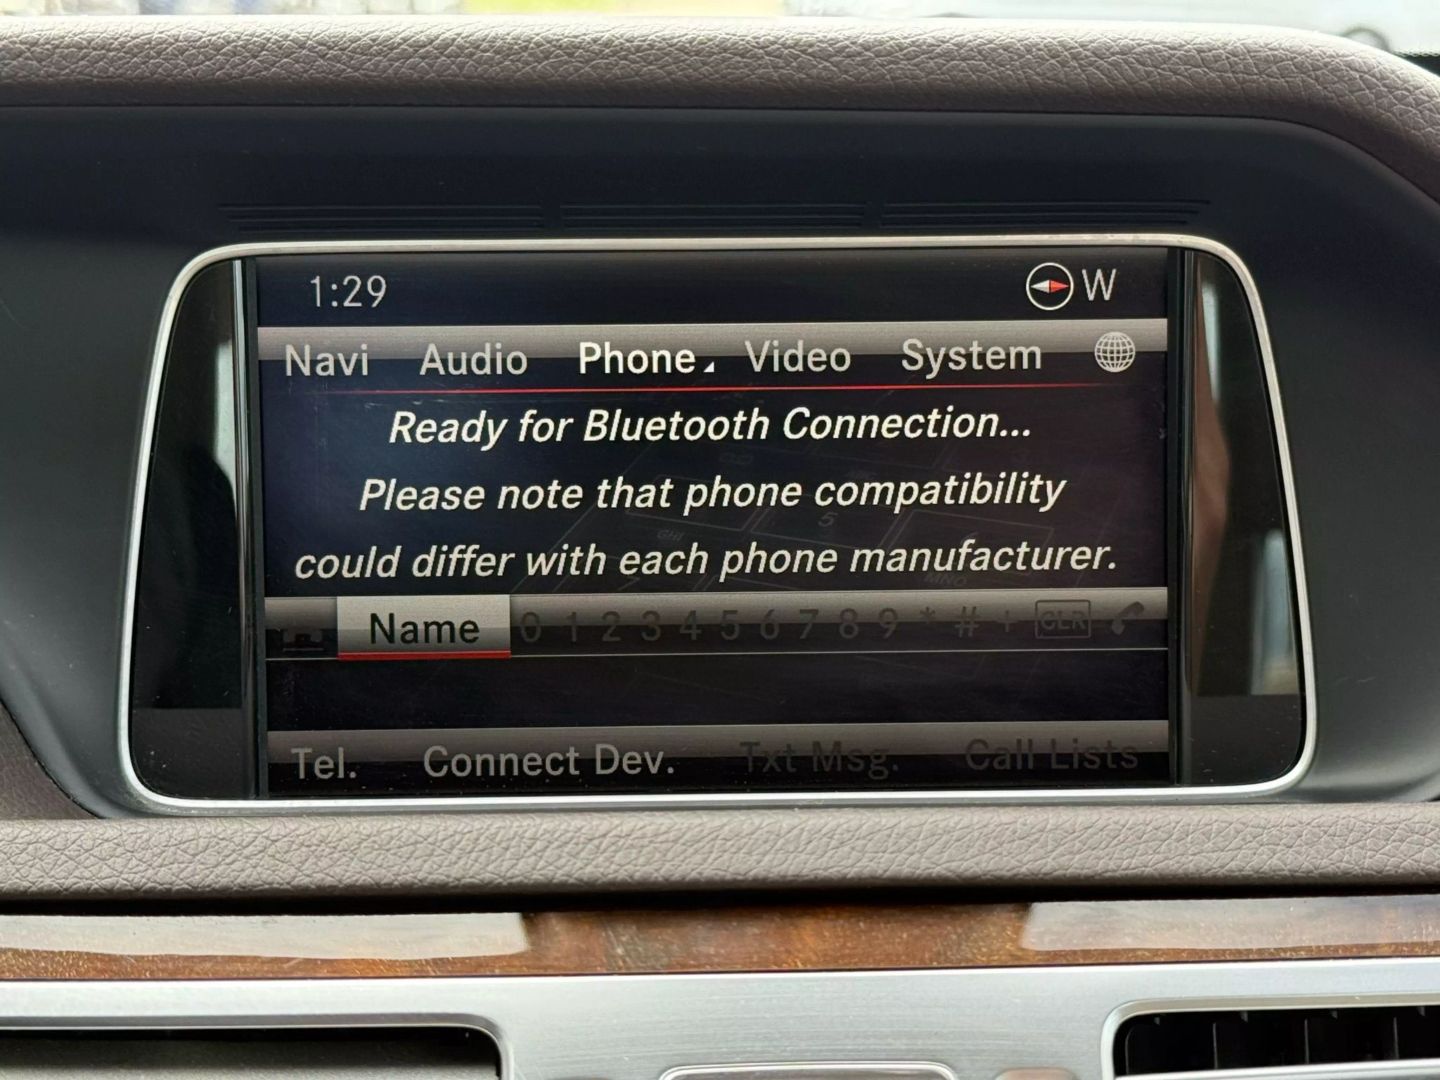 1:29 W
Navi Audio Phone Video System
Ready for Bluetooth Connection...
Please note that phone compatibility
could differ with each phone manufacturer.
Name 0 1 2 3 4 5 6 7 8 9 * # + CLR
Tel. Connect Dev. Txt Msg. Call Lists